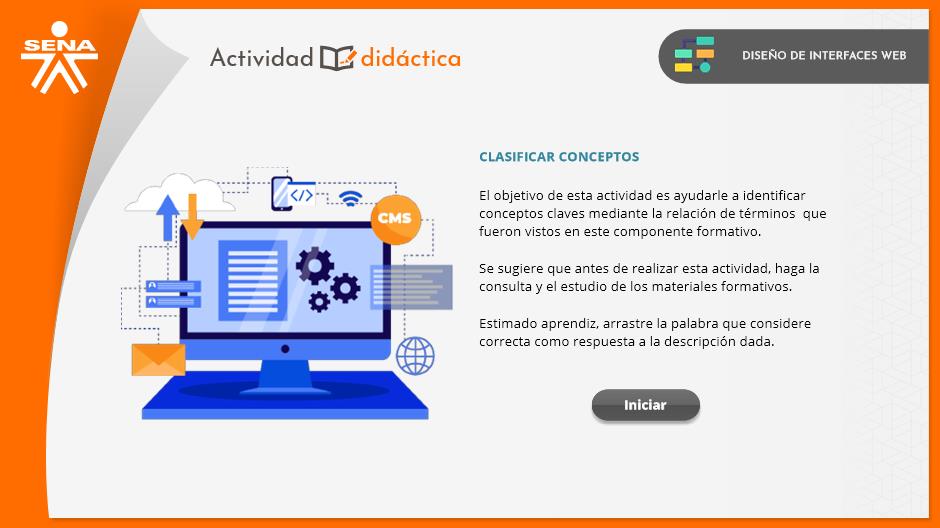 SENA
Actividad didáctica
DISEÑO DE INTERFACES WEB
CLASIFICAR CONCEPTOS
El objetivo de esta actividad es ayudarle a identificar
conceptos claves mediante la relación de términos que
fueron vistos en este componente formativo.
Se sugiere que antes de realizar esta actividad, haga la
consulta y el estudio de los materiales formativos.
Estimado aprendiz, arrastre la palabra que considere
correcta como respuesta a la descripción dada.
Iniciar
</>
CMS